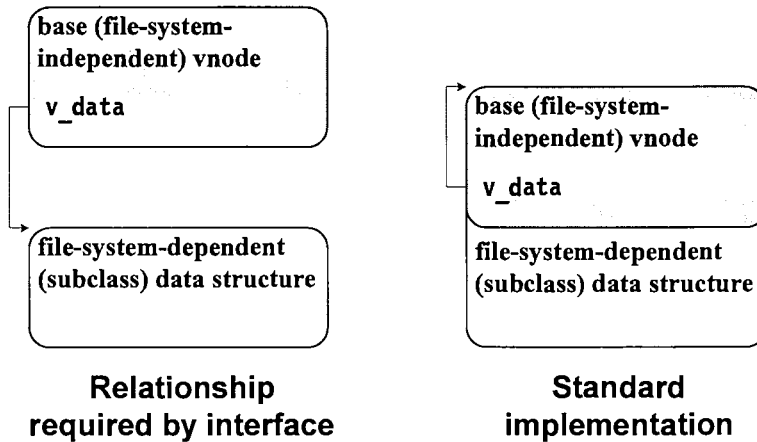 base (file-system-
independent) vnode
v_data
file-system-dependent
(subclass) data structure
Relationship
required by interface
base (file-system-
independent) vnode
v_data
file-system-dependent
(subclass) data structure
Standard
implementation